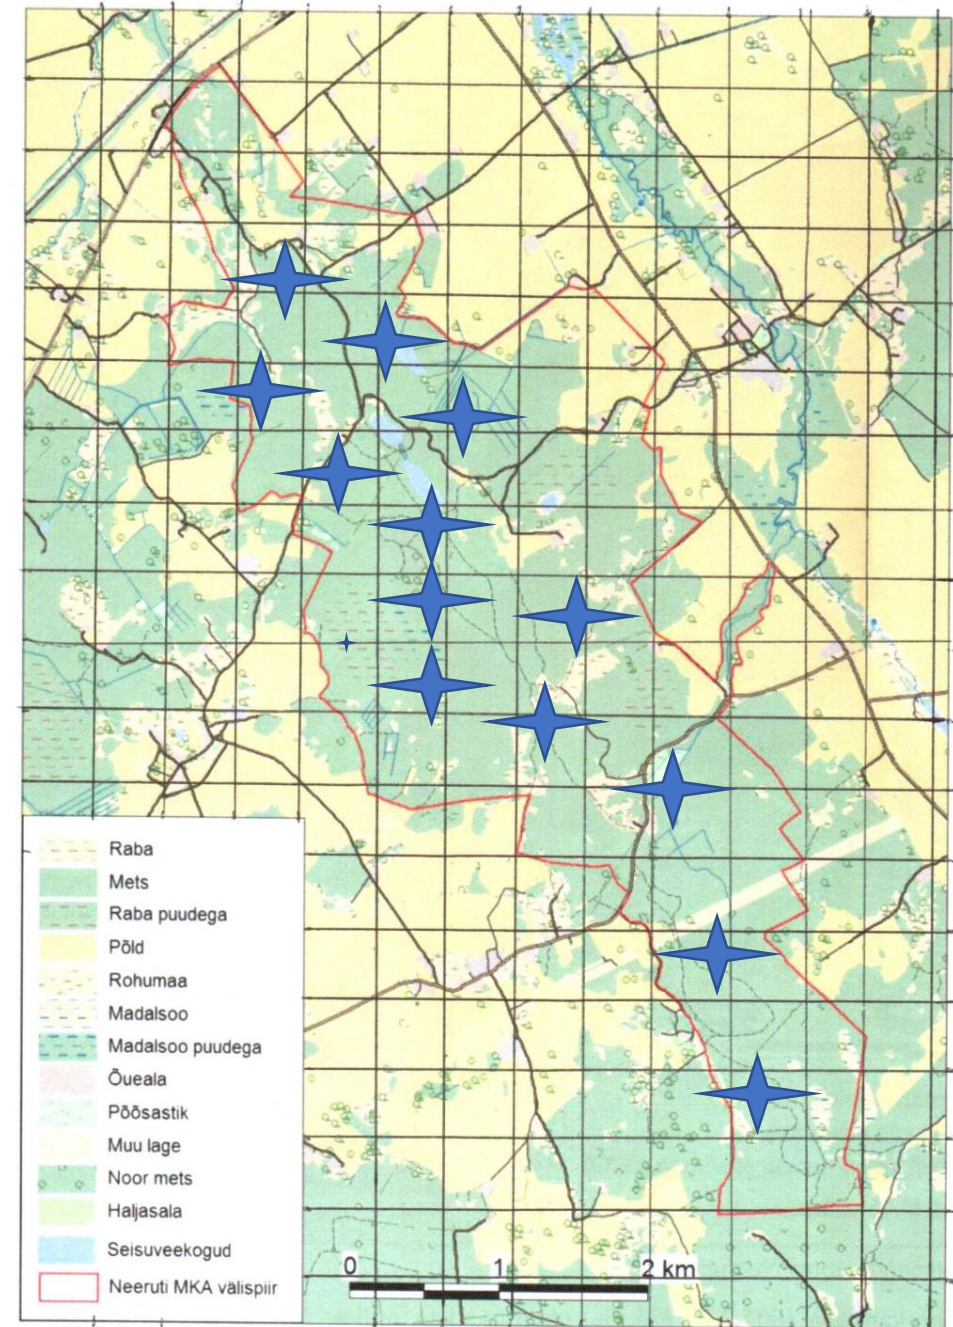 Raba
Mets
Raba puudega
Põld
Rohumaa
Madalsoo
Madalsoo puudega
Õueala
Põõsastik
Muu lage
Noor mets
Haljasala
Seisuveekogud
Neeruti MKA välispiir
0 1 2 km